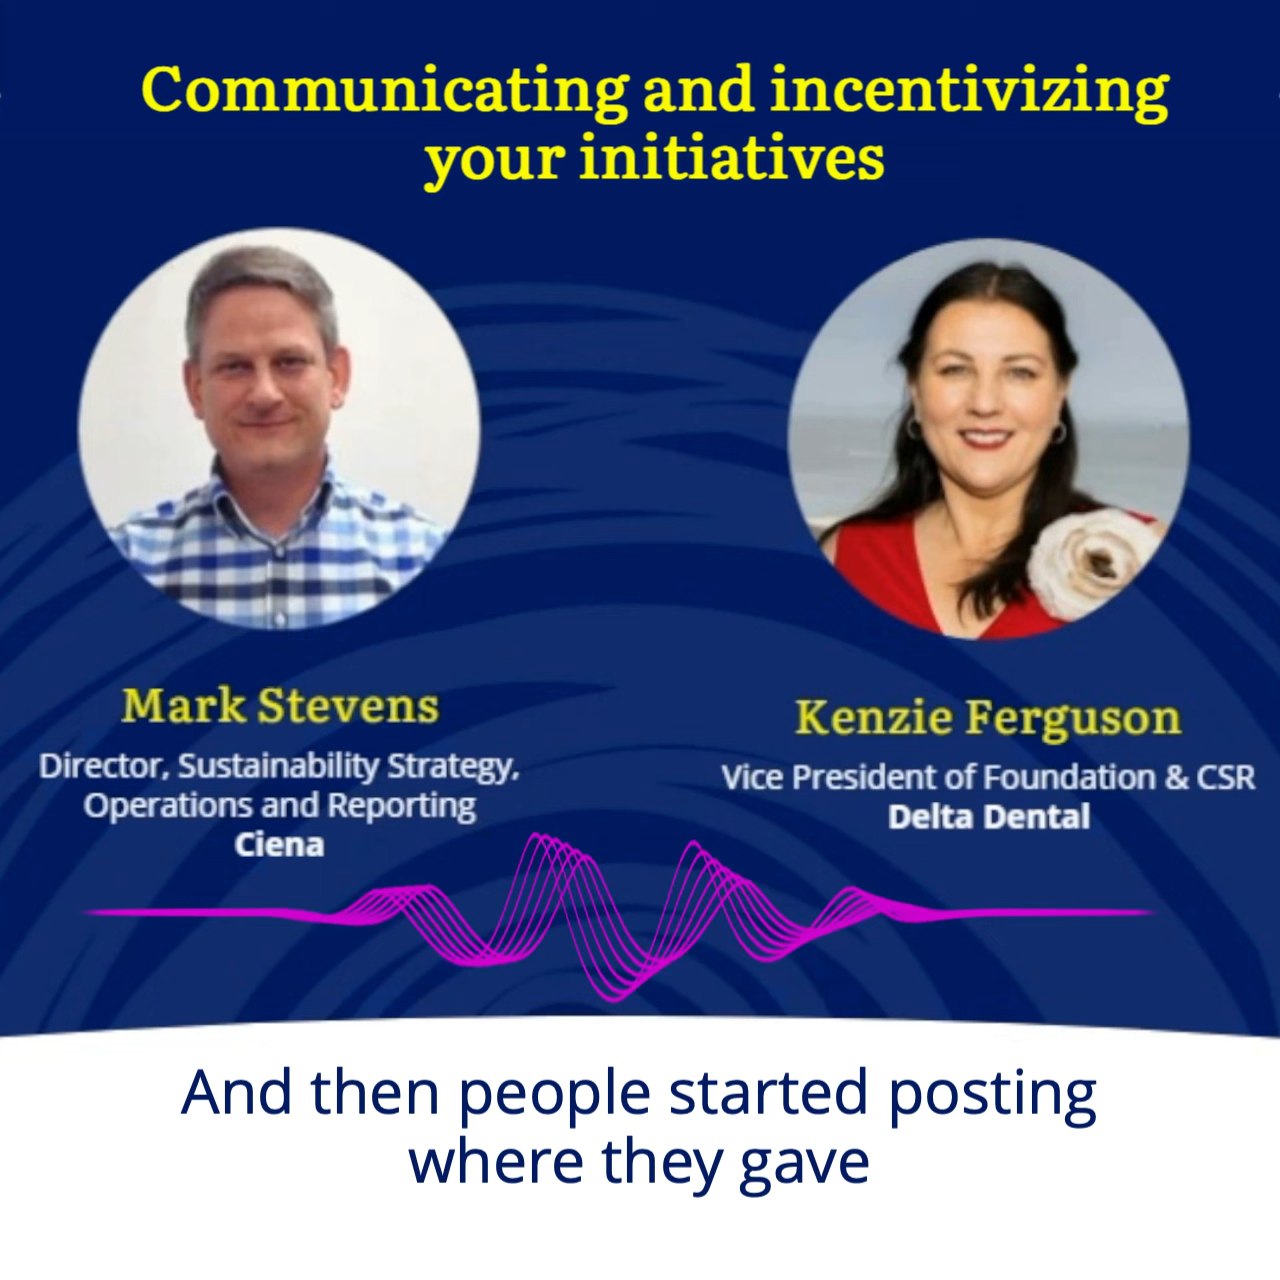 Communicating and incentivizing
your initiatives
Mark Stevens
Director, Sustainability Strategy,
Operations and Reporting
Ciena
Kenzie Ferguson
Vice President of Foundation & CSR
Delta Dental
And then people started posting
where they gave